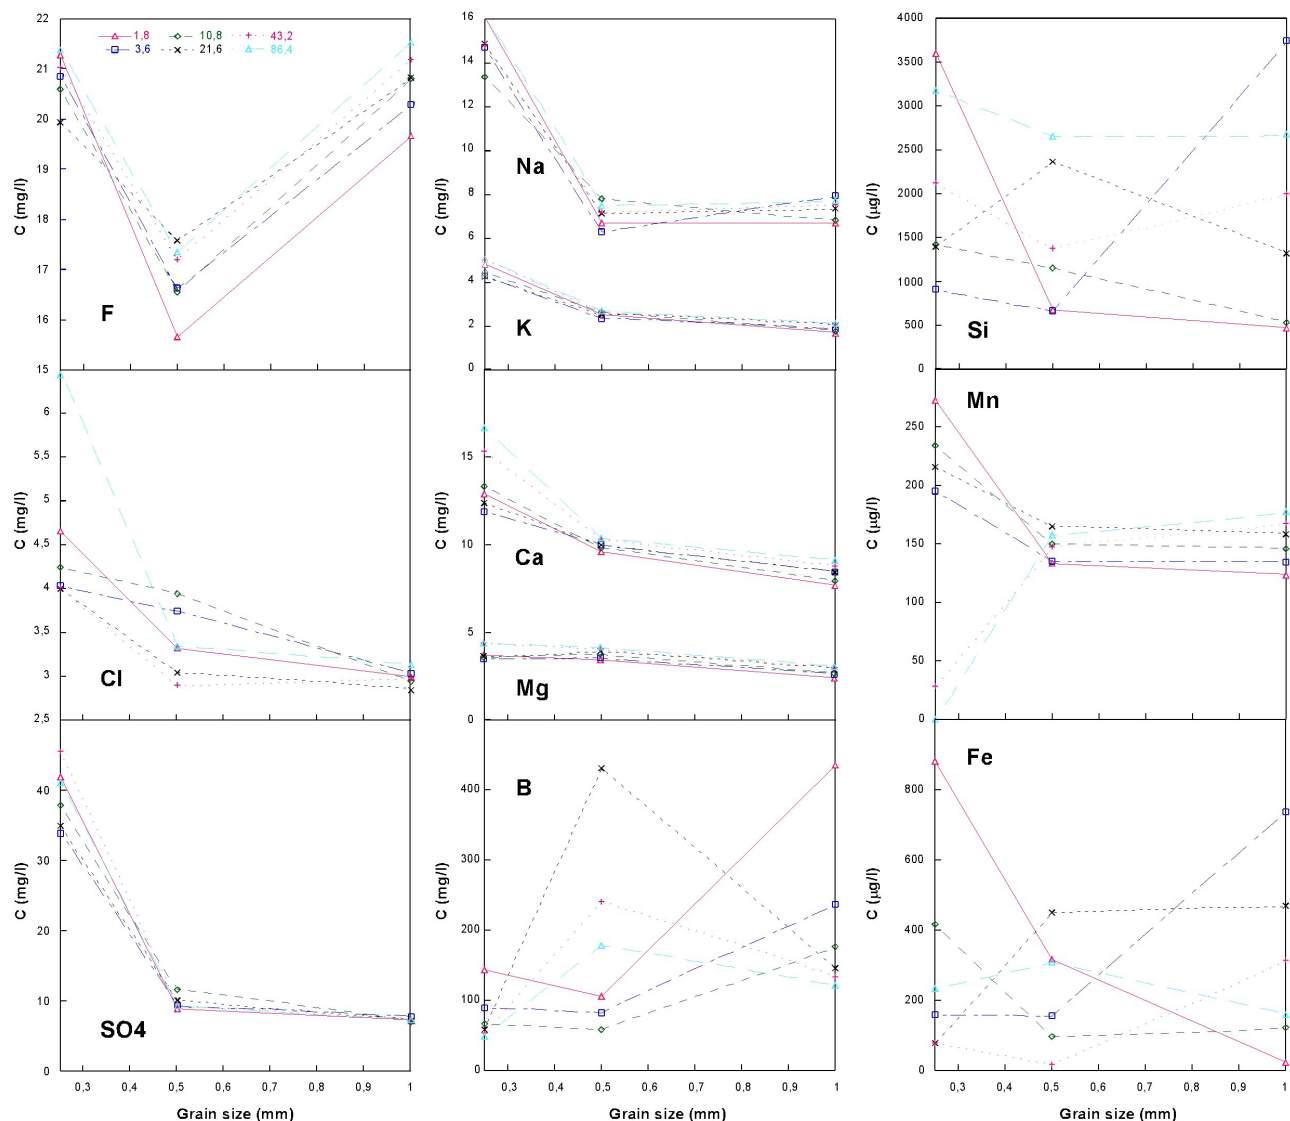 22
21
20
19
18
17
16
15
C (mg/l)
1,8
10,8
43,2
3,6
21,6
86,4
F
16
14
12
10
8
6
4
2
0
C (mg/l)
Na
K
4000
3500
3000
2500
2000
1500
1000
500
0
C (µg/l)
Si
6
5,5
5
4,5
4
3,5
3
2,5
C (mg/l)
Cl
15
10
5
0
C (mg/l)
Ca
Mg
250
200
150
100
50
0
C (µg/l)
Mn
40
30
20
10
0
C (mg/l)
SO4
0,3 0,4 0,5 0,6 0,7 0,8 0,9 1
Grain size (mm)
400
300
200
100
0
C (mg/l)
B
0,3 0,4 0,5 0,6 0,7 0,8 0,9 1
Grain size (mm)
800
600
400
200
0
C (µg/l)
Fe
0,3 0,4 0,5 0,6 0,7 0,8 0,9 1
Grain size (mm)